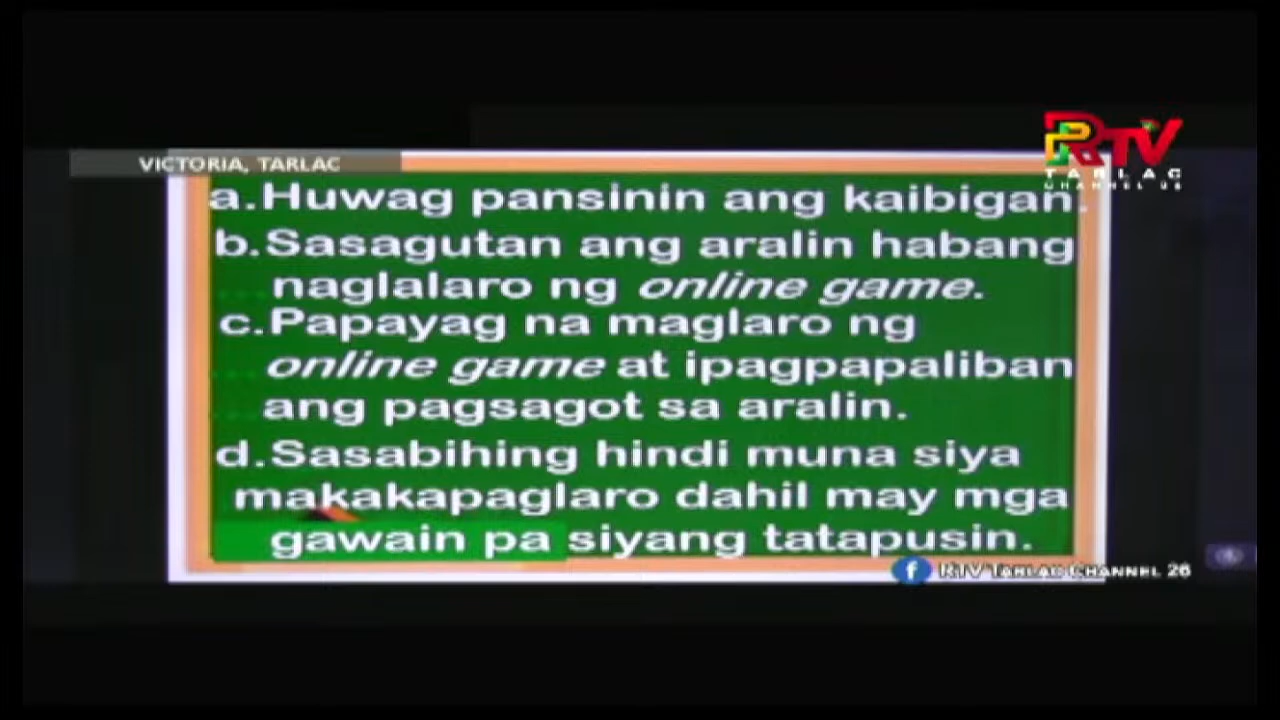 RTV
TARLAC
CHANNEL 26
VICTORIA, TARLAC
a.Huwag pansinin ang kaibigan.
b.Sasagutan ang aralin habang
naglalaro ng online game.
c.Papayag na maglaro ng
online game at ipagpapaliban
ang pagsagot sa aralin.
d.Sasabihing hindi muna siya
makakapaglaro dahil may mga
gawain pa siyang tatapusin.
f RTV TARLAC CHANNEL 26